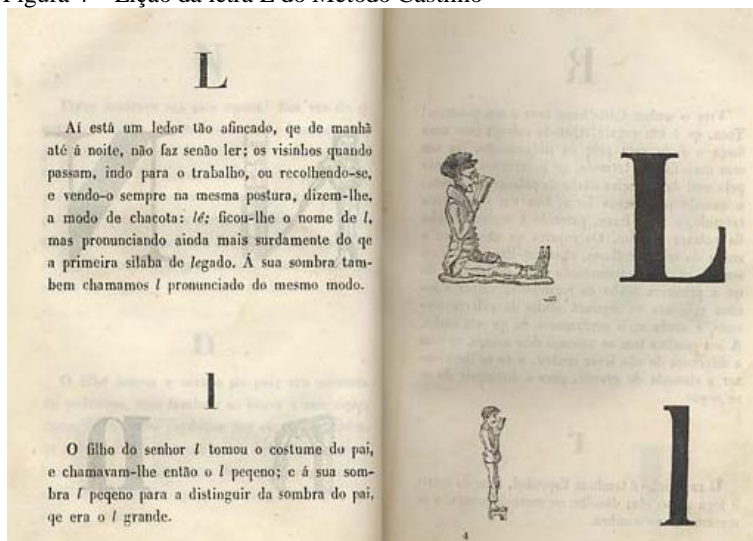 Figura 4 – Lição da letra L do Método Castilho
L
Aí está um ledor tão afincado, qe de manhã
até á noite, não faz senão ler; os visinhos quando
passam, indo para o trabalho, ou recolhendo-se,
e vendo-o sempre na mesma postura, dizem-lhe,
a modo de chacota: lé; ficou-lhe o nome de l,
mas pronunciando ainda mais surdamente do qe
a primeira silaba de legado. Á sua sombra tam-
bem chamamos l pronunciado do mesmo modo.
l
O filho do senhor l tomou o costume do pai,
e chamavam-lhe então o l peqeno; e á sua som-
bra l peqeno para a distinguir da sombra do pai,
qe era o l grande.
L
l
4